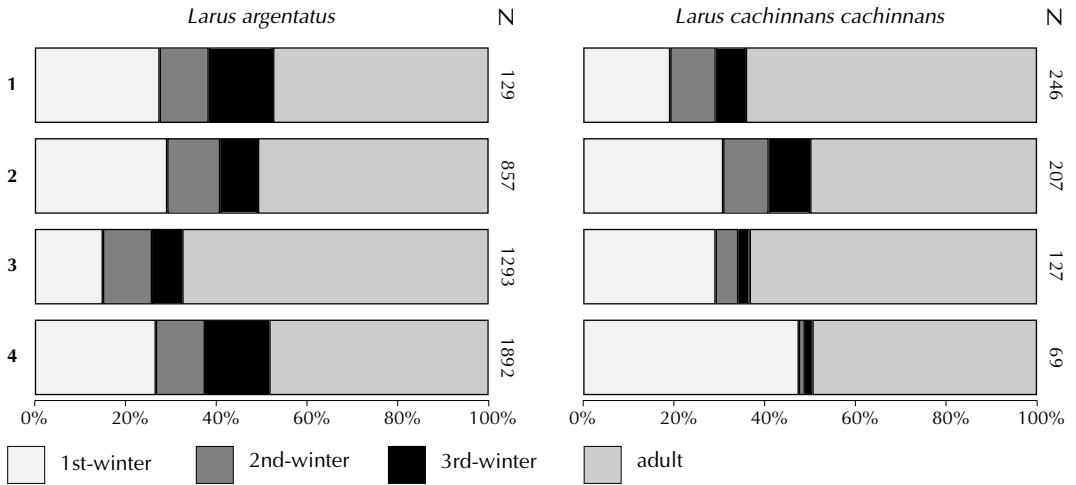 Larus argentatus N Larus cachinnans cachinnans N
1 129 246
2 857 207
3 1293 127
4 1892 69
0% 20% 40% 60% 80% 100% 0% 20% 40% 60% 80% 100%
1st-winter 2nd-winter 3rd-winter adult